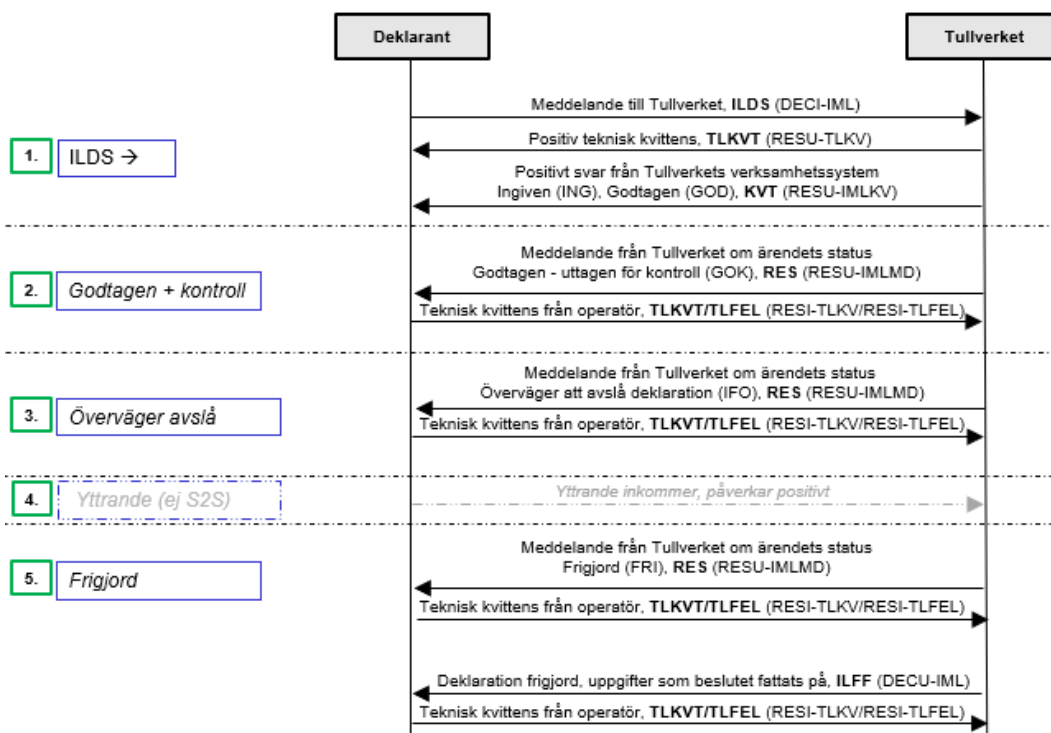 Deklarant
Tullverket
Meddelande till Tullverket, ILDS (DECI-IML)
Positiv teknisk kvittens, TLKVT (RESU-TLKV)
1.
ILDS →
Positivt svar från Tullverkets verksamhetssystem
Ingiven (ING), Godtagen (GOD), KVT (RESU-IMLKV)
Meddelande från Tullverket om ärendets status
Godtagen - uttagen för kontroll (GOK), RES (RESU-IMLMD)
2.
Godtagen + kontroll
Teknisk kvittens från operatör, TLKVT/TLFEL (RESI-TLKV/RESI-TLFEL)
Meddelande från Tullverket om ärendets status
Överväger att avslå deklaration (IFO), RES (RESU-IMLMD)
3.
Överväger avslå
Teknisk kvittens från operatör, TLKVT/TLFEL (RESI-TLKV/RESI-TLFEL)
4.
Yttrande (ej S2S)
Yttrande inkommer, påverkar positivt
Meddelande från Tullverket om ärendets status
Frigjord (FRI), RES (RESU-IMLMD)
5.
Frigjord
Teknisk kvittens från operatör, TLKVT/TLFEL (RESI-TLKV/RESI-TLFEL)
Deklaration frigjord, uppgifter som beslutet fattats på, ILFF (DECU-IML)
Teknisk kvittens från operatör, TLKVT/TLFEL (RESI-TLKV/RESI-TLFEL)